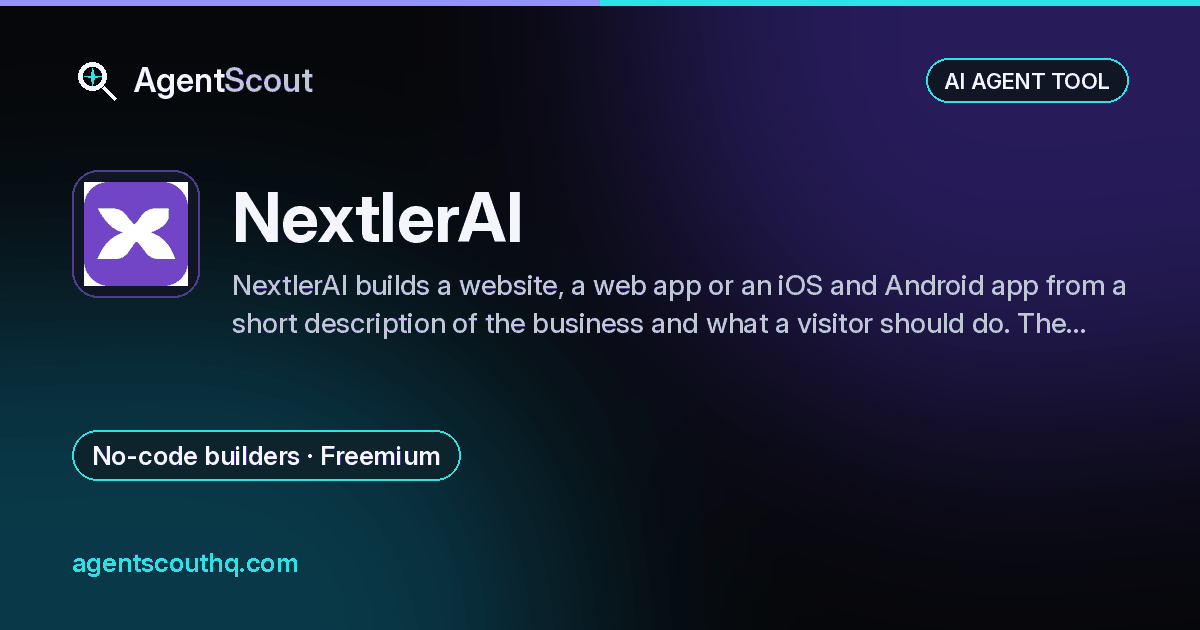 AgentScout
AI AGENT TOOL
NextlerAI
NextlerAI builds a website, a web app or an iOS and Android app from a
short description of the business and what a visitor should do. The...
No-code builders · Freemium
agentscouthq.com